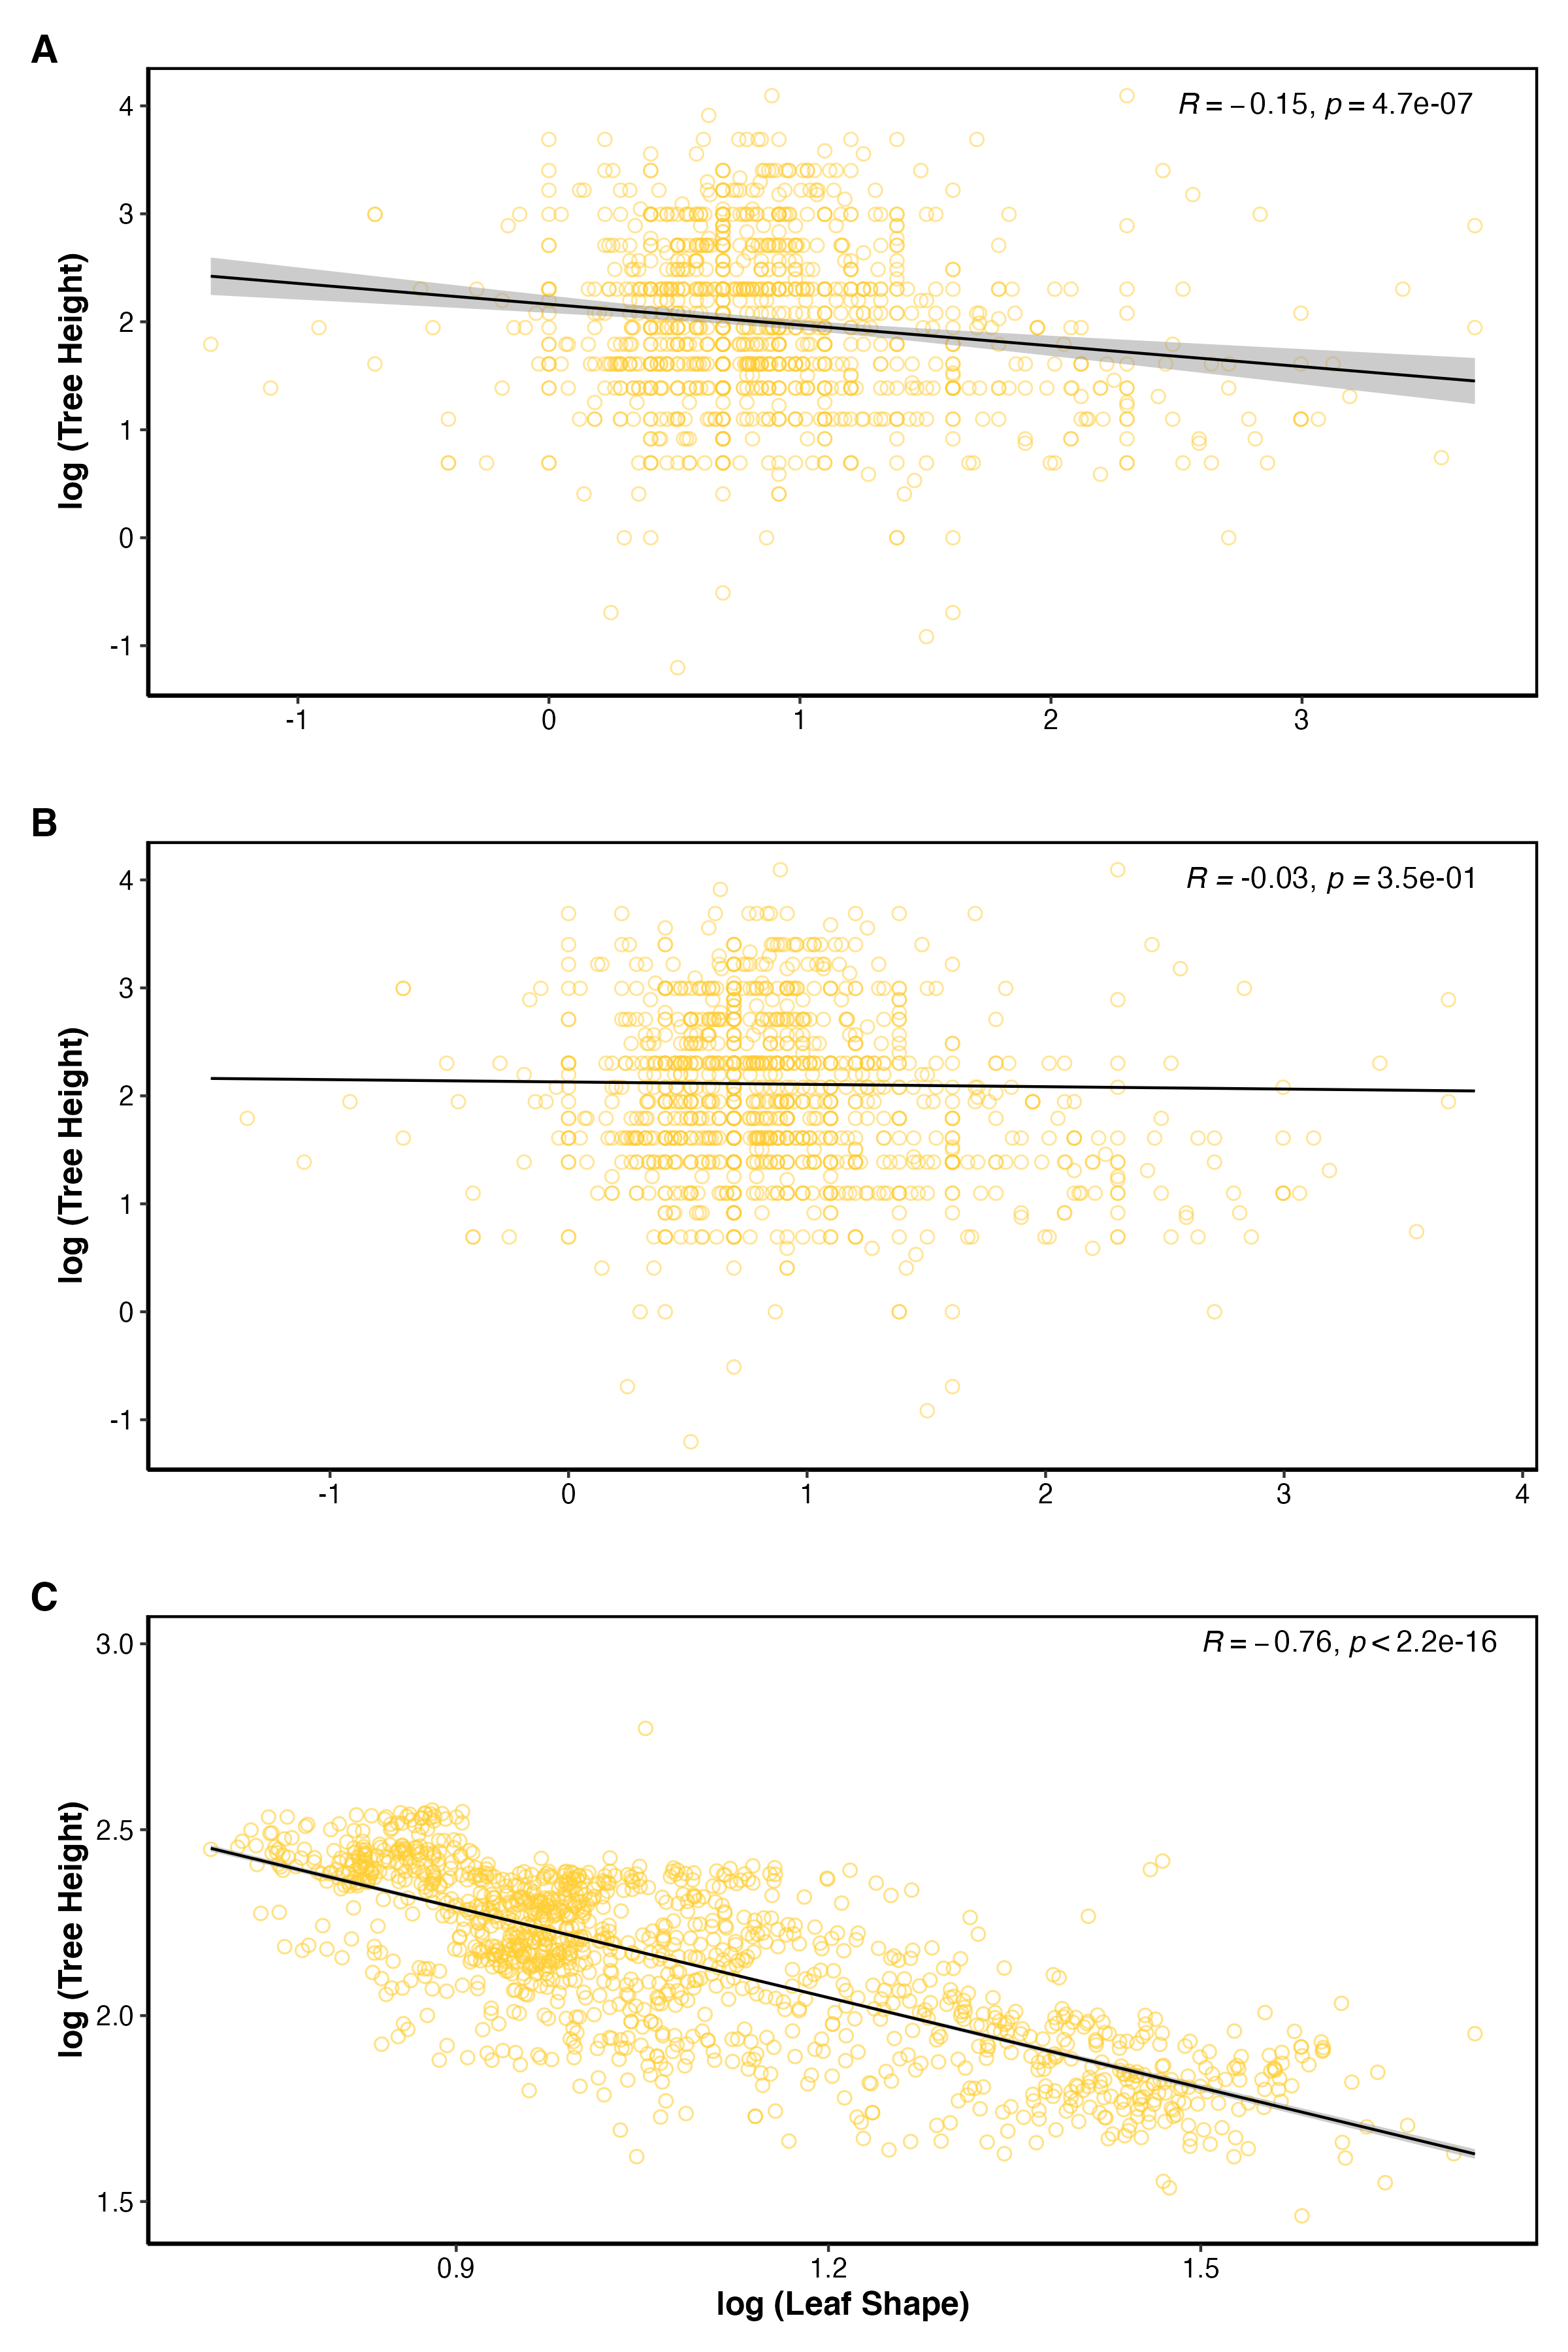 A
R = −0.15, p = 4.7e-07
4
3
2
1
0
-1
log (Tree Height)
-1 0 1 2 3
B
R = -0.03, p = 3.5e-01
4
3
2
1
0
-1
log (Tree Height)
-1 0 1 2 3 4
C
R = −0.76, p < 2.2e-16
3.0
2.5
2.0
1.5
log (Tree Height)
0.9 1.2 1.5
log (Leaf Shape)